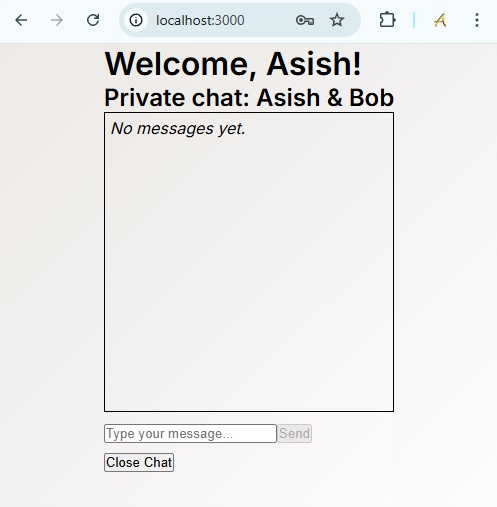 localhost:3000
Welcome, Asish!
Private chat: Asish & Bob
No messages yet.
Type your message... Send
Close Chat